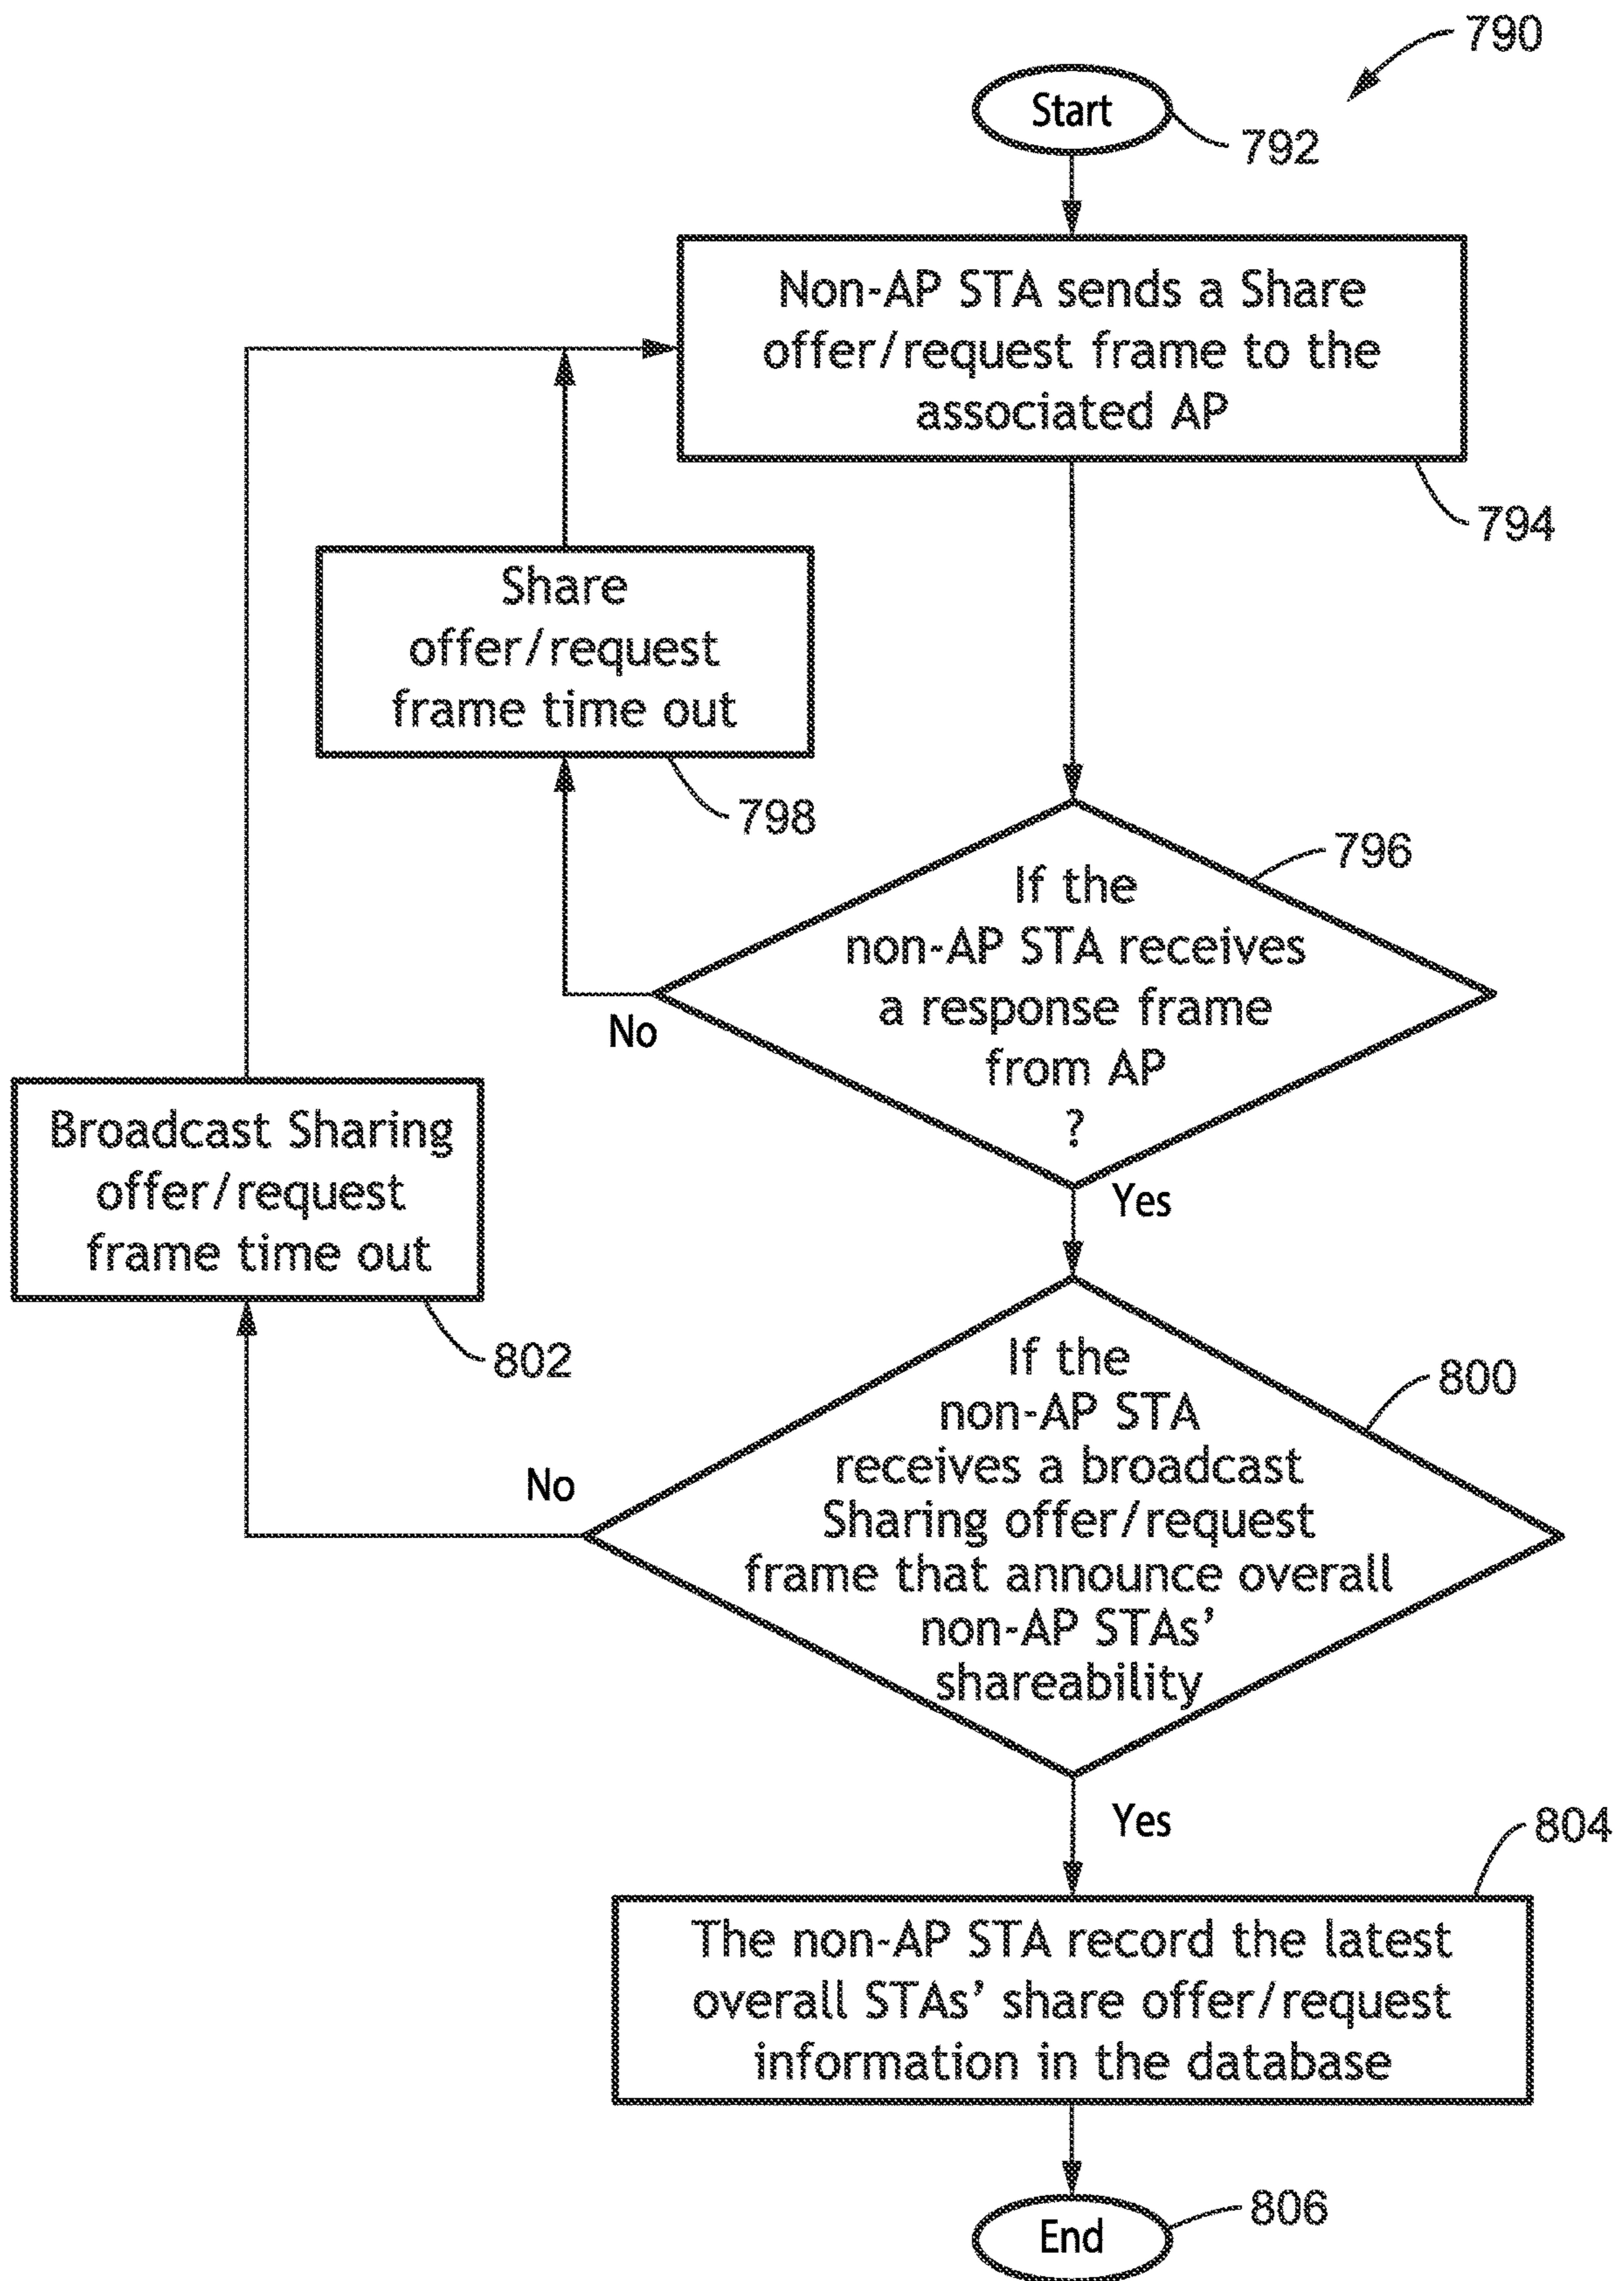 790
Start
792
Non-AP STA sends a Share
offer/request frame to the
associated AP
794
Share
offer/request
frame time out
798
796
If the
non-AP STA receives
a response frame
from AP
?
No
Yes
Broadcast Sharing
offer/request
frame time out
802
800
If the
non-AP STA
receives a broadcast
Sharing offer/request
frame that announce overall
non-AP STAs’
shareability
No
Yes
804
The non-AP STA record the latest
overall STAs’ share offer/request
information in the database
806
End